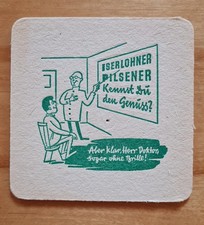 ISERLOHNER
PILSENER
Kennst Du
den Genuss?
Aber klar, Herr Doktor,
sogar ohne Brille!